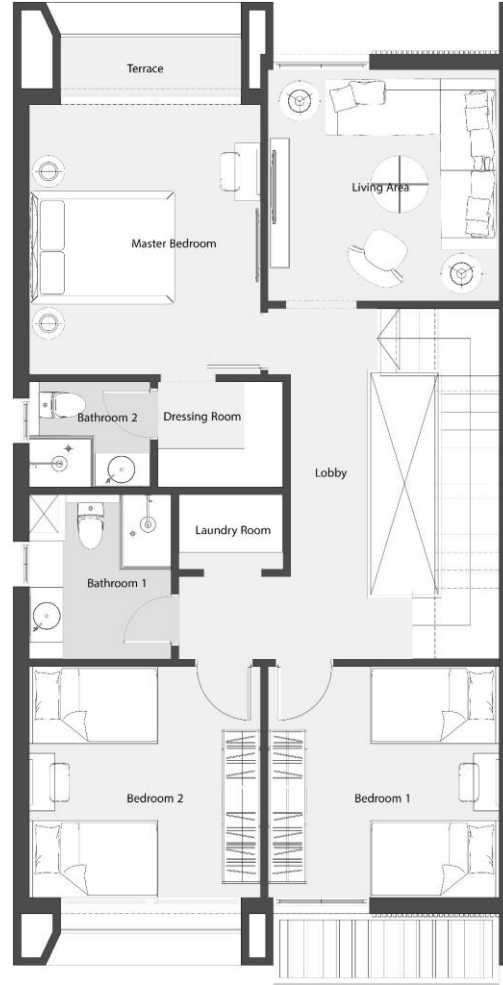 Terrace
Living Area
Master Bedroom
Bathroom 2
Dressing Room
Lobby
Laundry Room
Bathroom 1
Bedroom 2
Bedroom 1